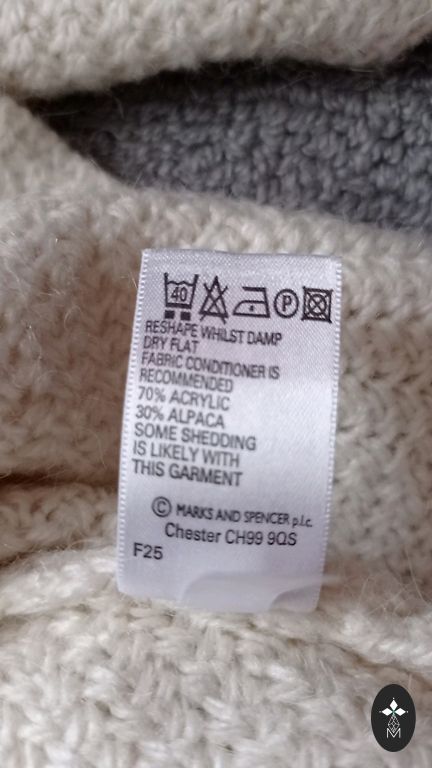 40
P
RESHAPE WHILST DAMP
DRY FLAT
FABRIC CONDITIONER IS
RECOMMENDED
70% ACRYLIC
30% ALPACA
SOME SHEDDING
IS LIKELY WITH
THIS GARMENT
© MARKS AND SPENCER p.l.c.
Chester CH99 9QS
F25
M